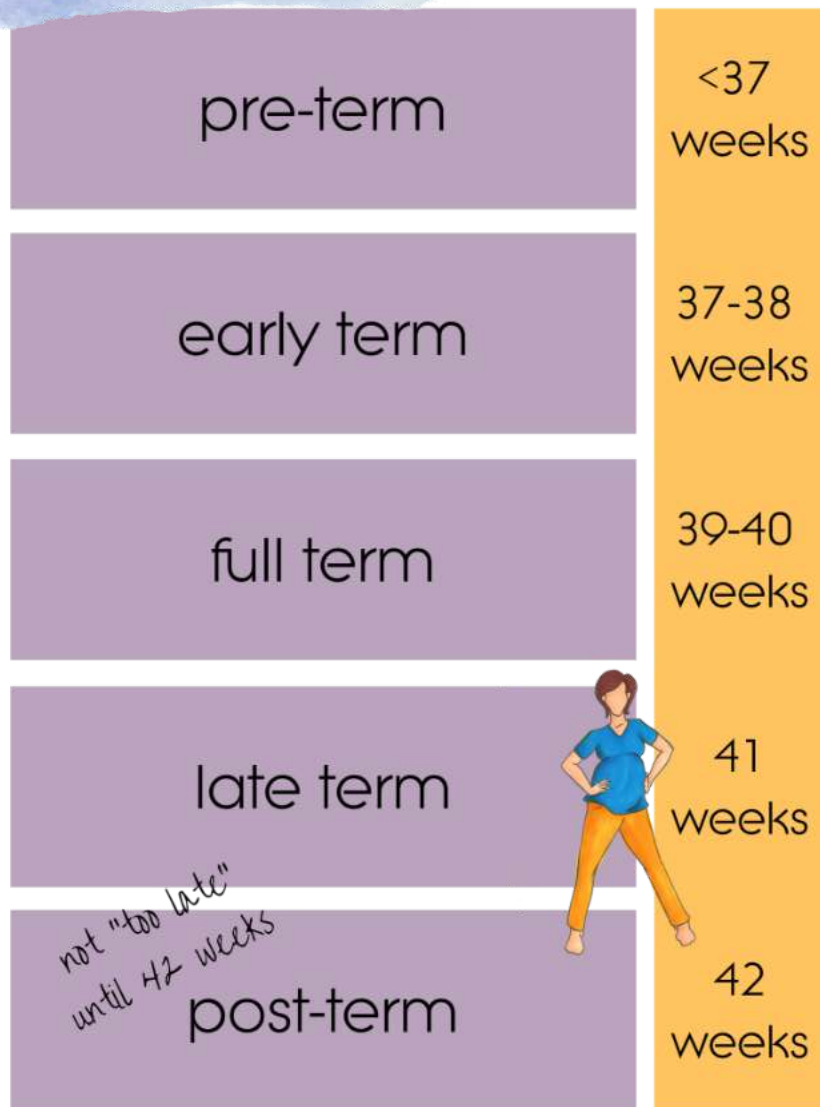 pre-term
<37
weeks
early term
37-38
weeks
full term
39-40
weeks
late term
41
weeks
not "too late"
until 42 weeks
post-term
42
weeks